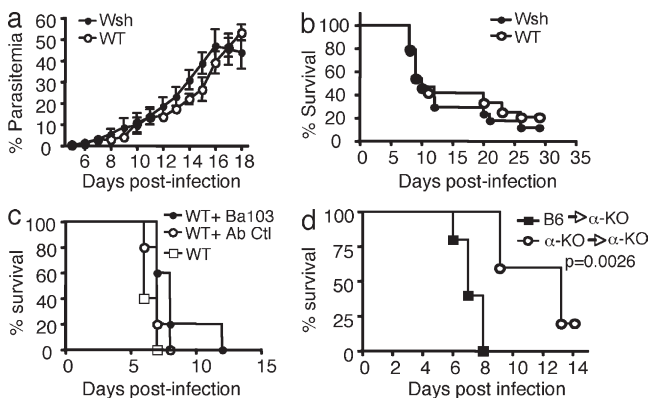 a
Wsh
WT
% Parasitemia
60
50
40
30
20
10
0
6 8 10 12 14 16 18
Days post-infection
b
Wsh
WT
% Survival
100
80
60
40
20
0
0 5 10 15 20 25 30 35
Days post-infection
c
WT+ Ba103
WT+ Ab Ctl
WT
% survival
100
80
60
40
20
0
0 5 10 15
Days post-infection
d
B6 → α-KO
α-KO → α-KO
p=0.0026
% survival
100
75
50
25
0
0 2 4 6 8 10 12 14
Days post infection